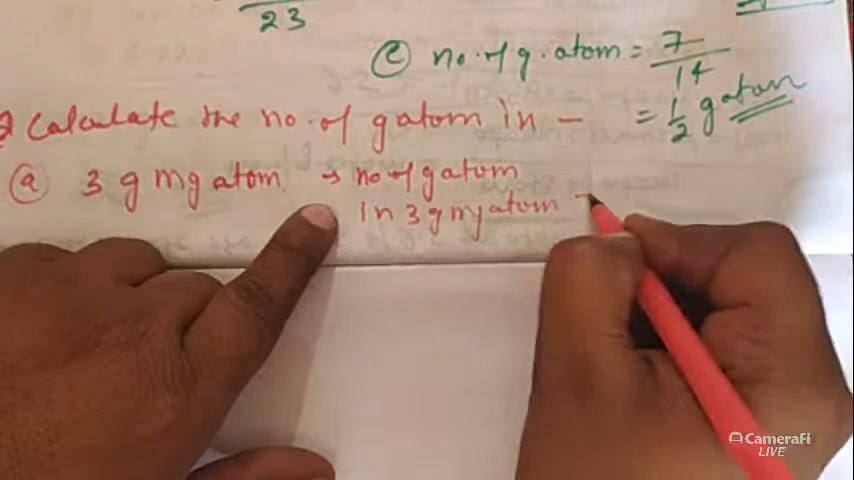 23
(c) no. of g. atom = 7
14
= 1/2 g atom
Calculate the no. of g atom in -
(a) 3 g mg atom → no of g atom
in 3 g mg atom =
CameraFi
LIVE